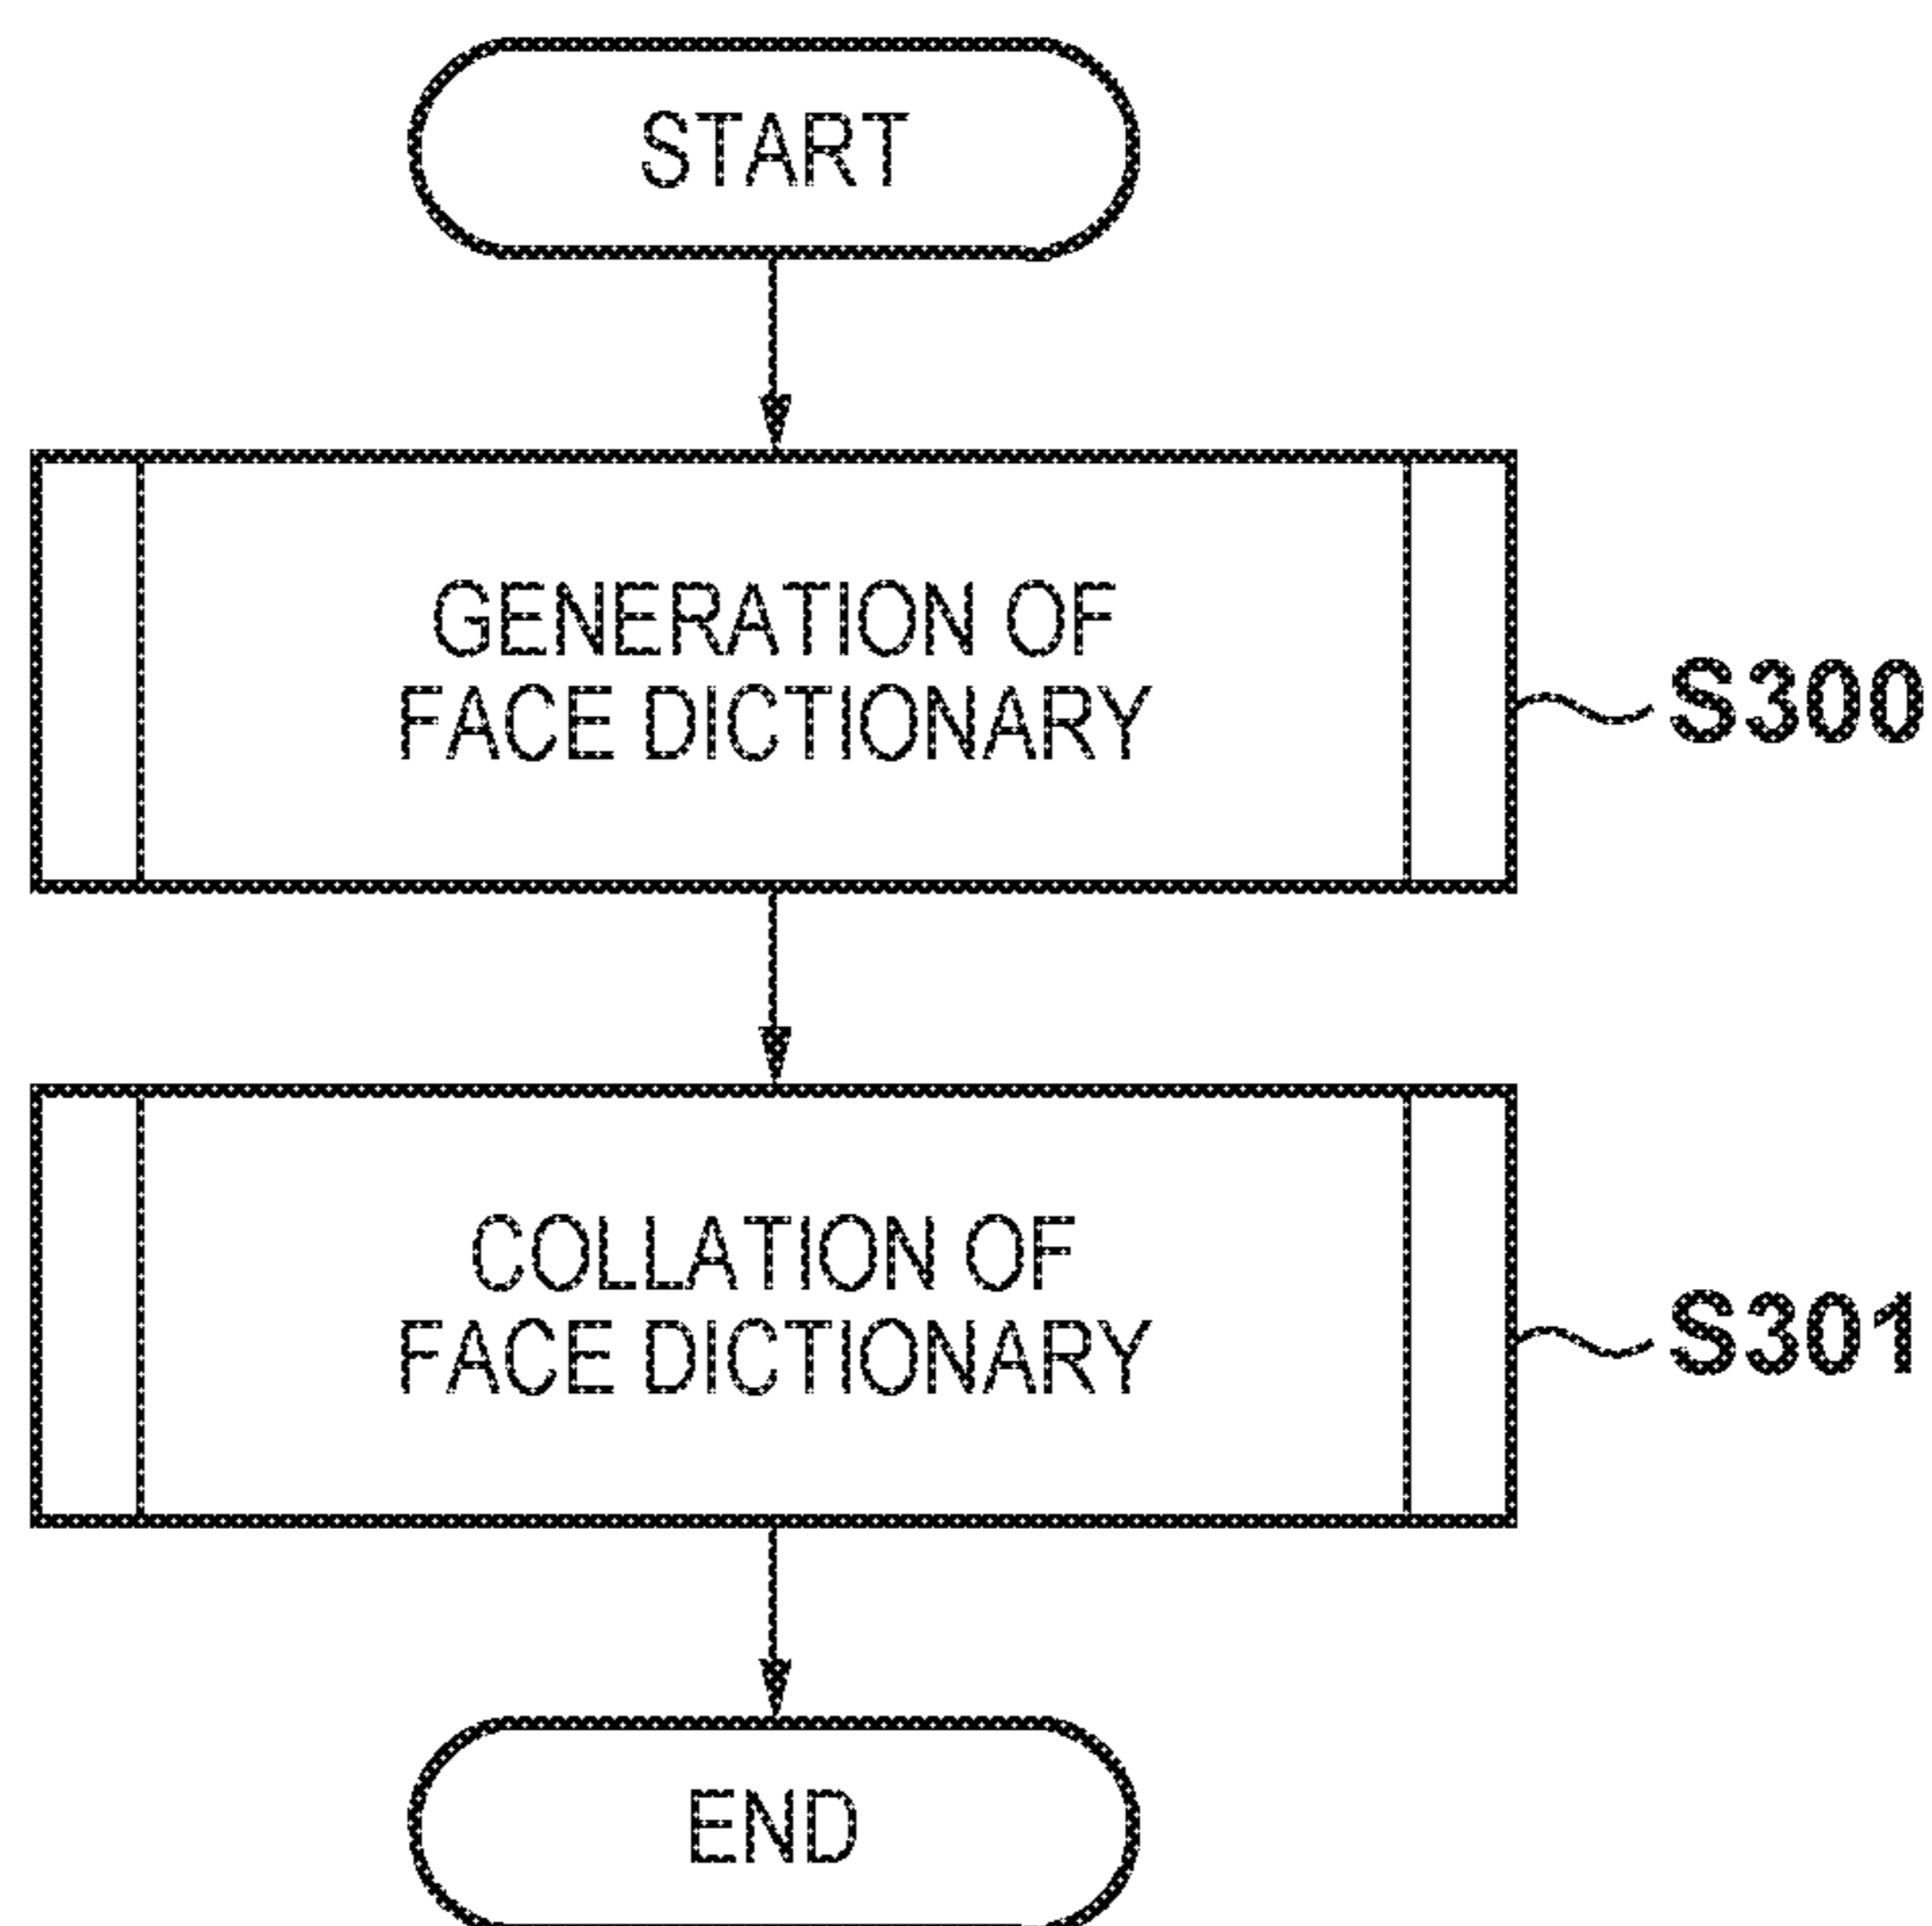 START
GENERATION OF
FACE DICTIONARY
S300
COLLATION OF
FACE DICTIONARY
S301
END